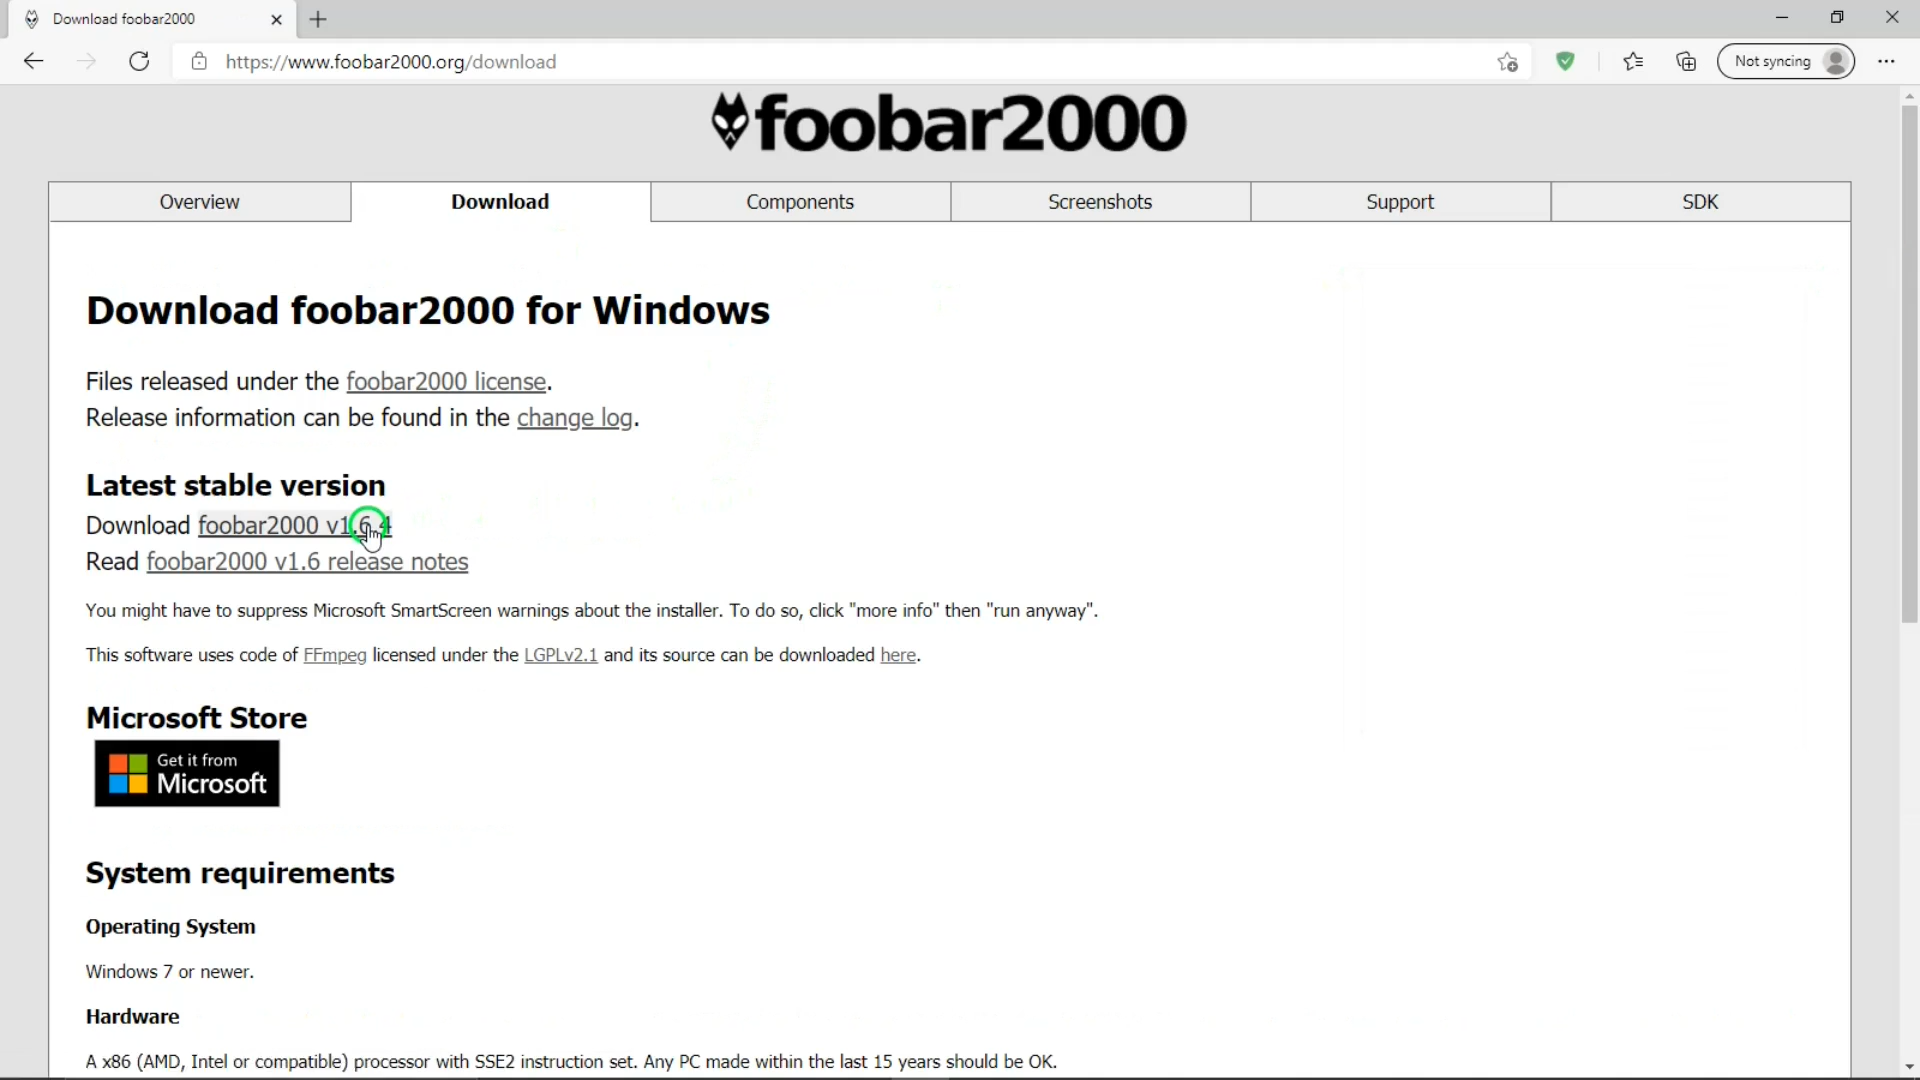 Download foobar2000
https://www.foobar2000.org/download
Not syncing
foobar2000
Overview
Download
Components
Screenshots
Support
SDK
Download foobar2000 for Windows
Files released under the foobar2000 license.
Release information can be found in the change log.
Latest stable version
Download foobar2000 v1.6.4
Read foobar2000 v1.6 release notes
You might have to suppress Microsoft SmartScreen warnings about the installer. To do so, click "more info" then "run anyway".
This software uses code of FFmpeg licensed under the LGPLv2.1 and its source can be downloaded here.
Microsoft Store
Get it from
Microsoft
System requirements
Operating System
Windows 7 or newer.
Hardware
A x86 (AMD, Intel or compatible) processor with SSE2 instruction set. Any PC made within the last 15 years should be OK.